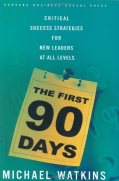 HARVARD BUSINESS SCHOOL PRESS
CRITICAL
SUCCESS STRATEGIES
FOR
NEW LEADERS
AT ALL LEVELS
THE FIRST
90
DAYS
MICHAEL WATKINS